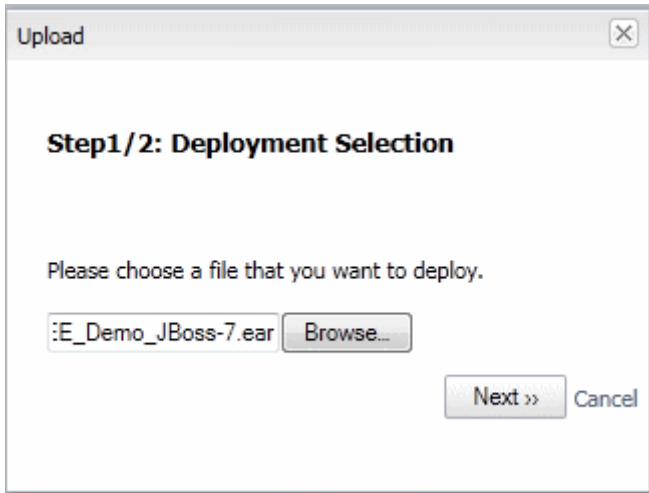 Upload
Step1/2: Deployment Selection
Please choose a file that you want to deploy.
E_Demo_JBoss-7.ear Browse...
Next ›› Cancel